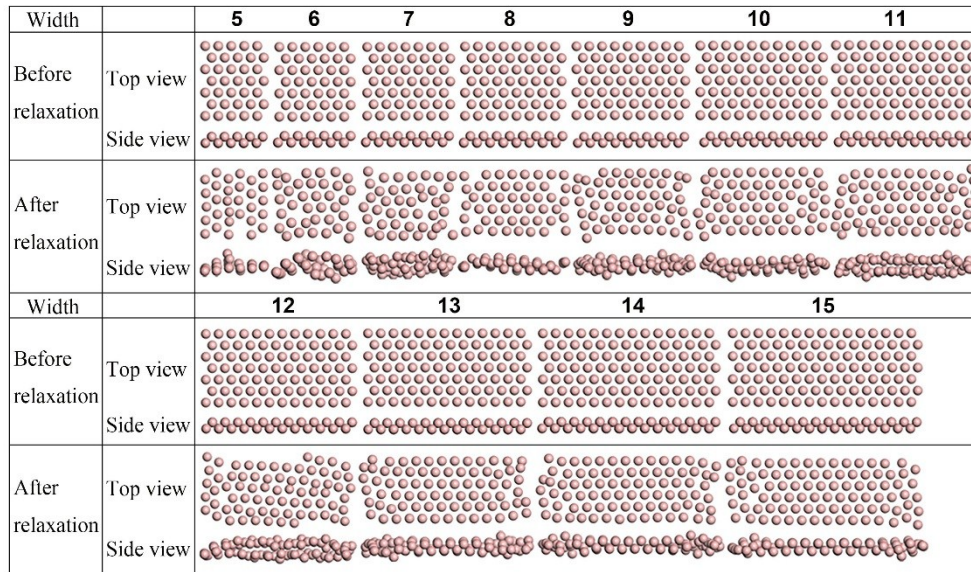 Width 5 6 7 8 9 10 11
Before
relaxation
Top view
Side view
After
relaxation
Top view
Side view
Width 12 13 14 15
Before
relaxation
Top view
Side view
After
relaxation
Top view
Side view